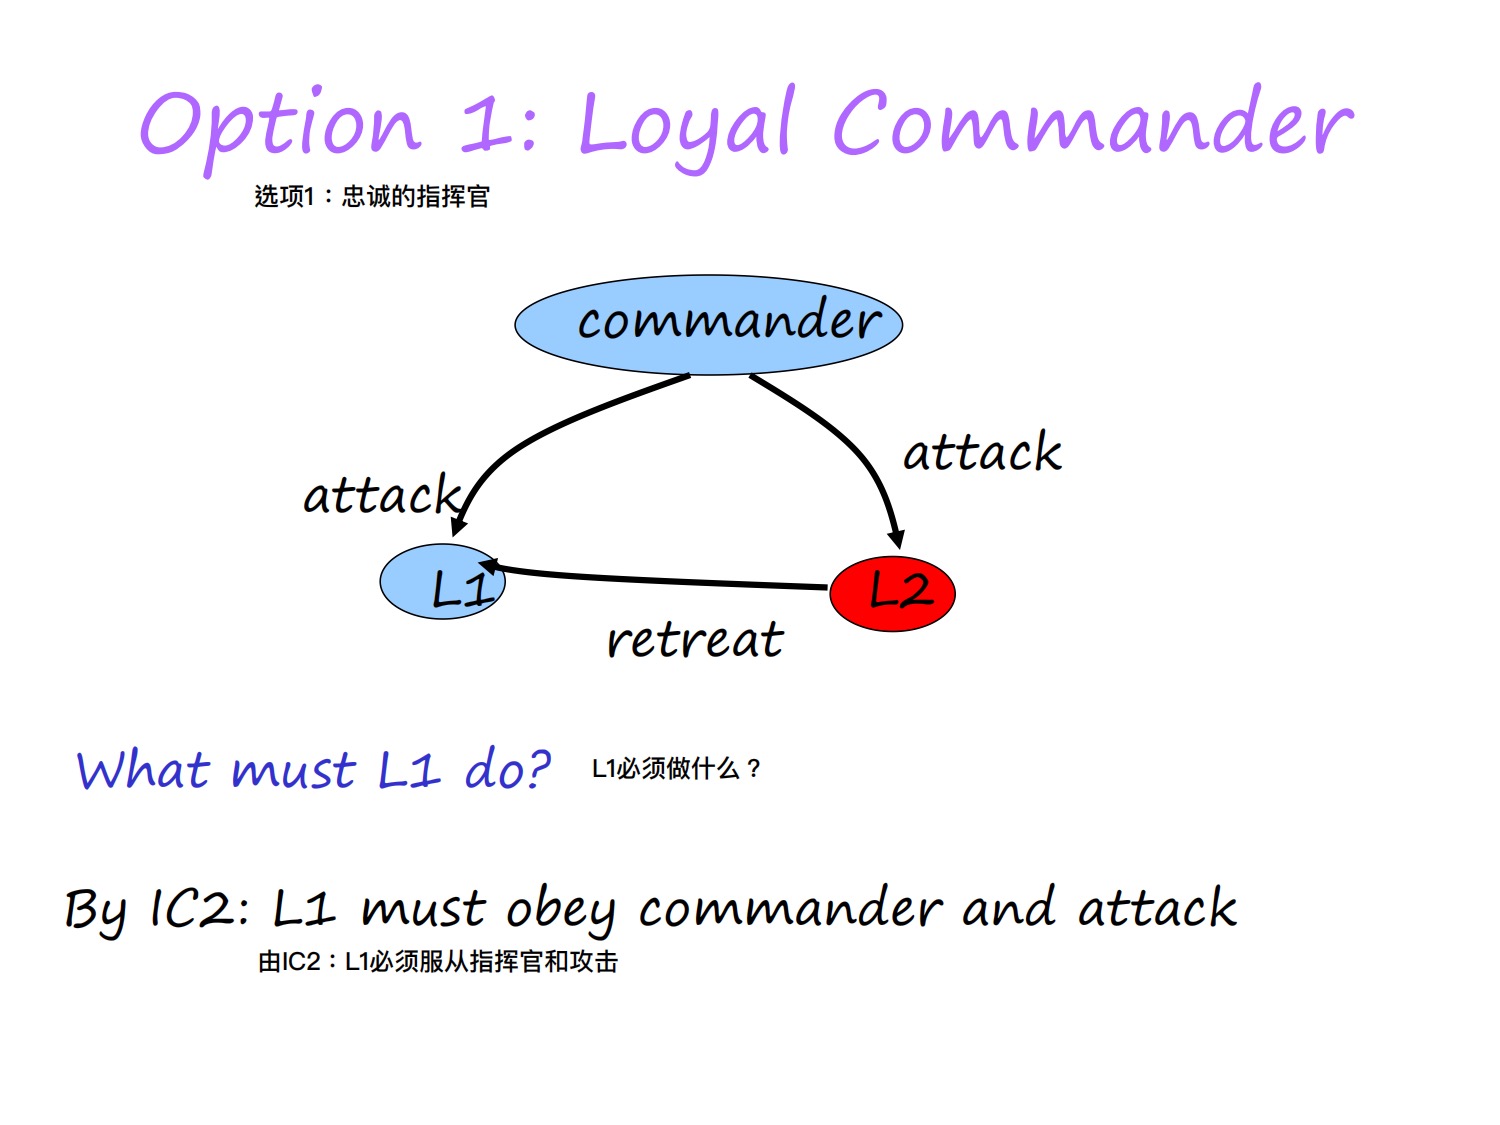 Option 1: Loyal Commander
选项1：忠诚的指挥官
commander
attack
attack
L1
L2
retreat
What must L1 do?
L1必须做什么？
By IC2: L1 must obey commander and attack
由IC2：L1必须服从指挥官和攻击